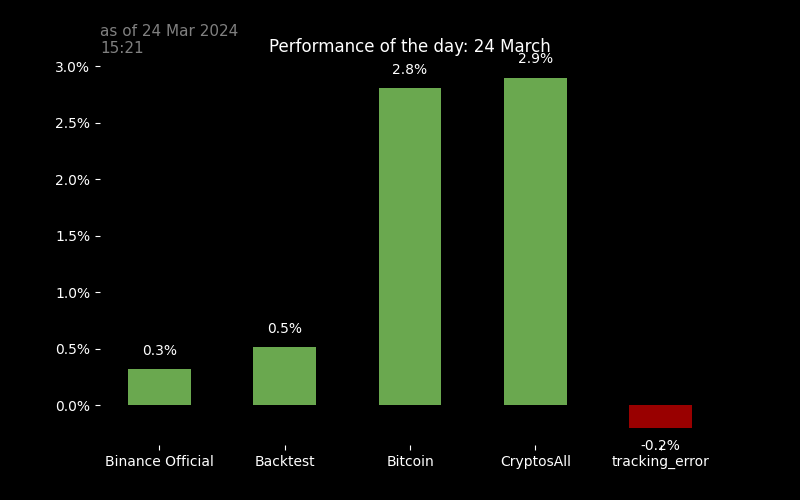 as of 24 Mar 2024
15:21
Performance of the day: 24 March
3.0%
2.5%
2.0%
1.5%
1.0%
0.5%
0.0%
0.3%
0.5%
2.8%
2.9%
-0.2%
Binance Official
Backtest
Bitcoin
CryptosAll
tracking_error